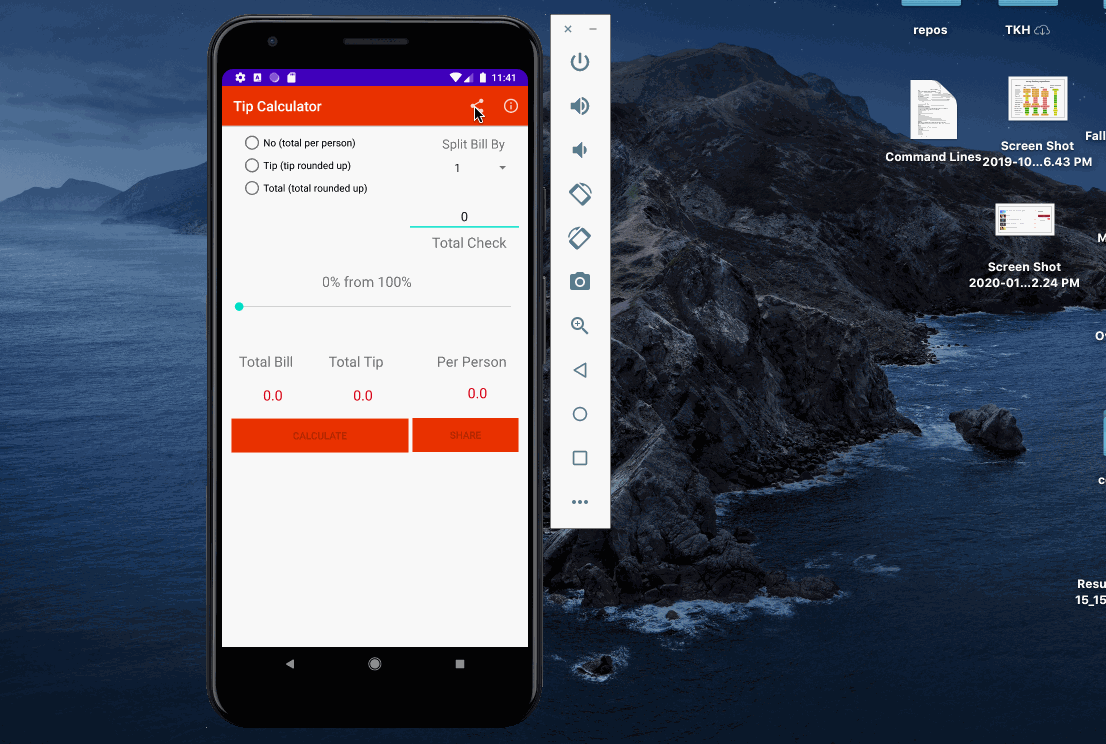 11:41
Tip Calculator
No (total per person)
Tip (tip rounded up)
Total (total rounded up)
Split Bill By
1
0
Total Check
0% from 100%
Total Bill
Total Tip
Per Person
0.0
0.0
0.0
CALCULATE
SHARE
repos
TKH
Command Lines
Screen Shot
2019-10...6.43 PM
Fall
Screen Shot
2020-01...2.24 PM
M
O
c
Resu
15_15